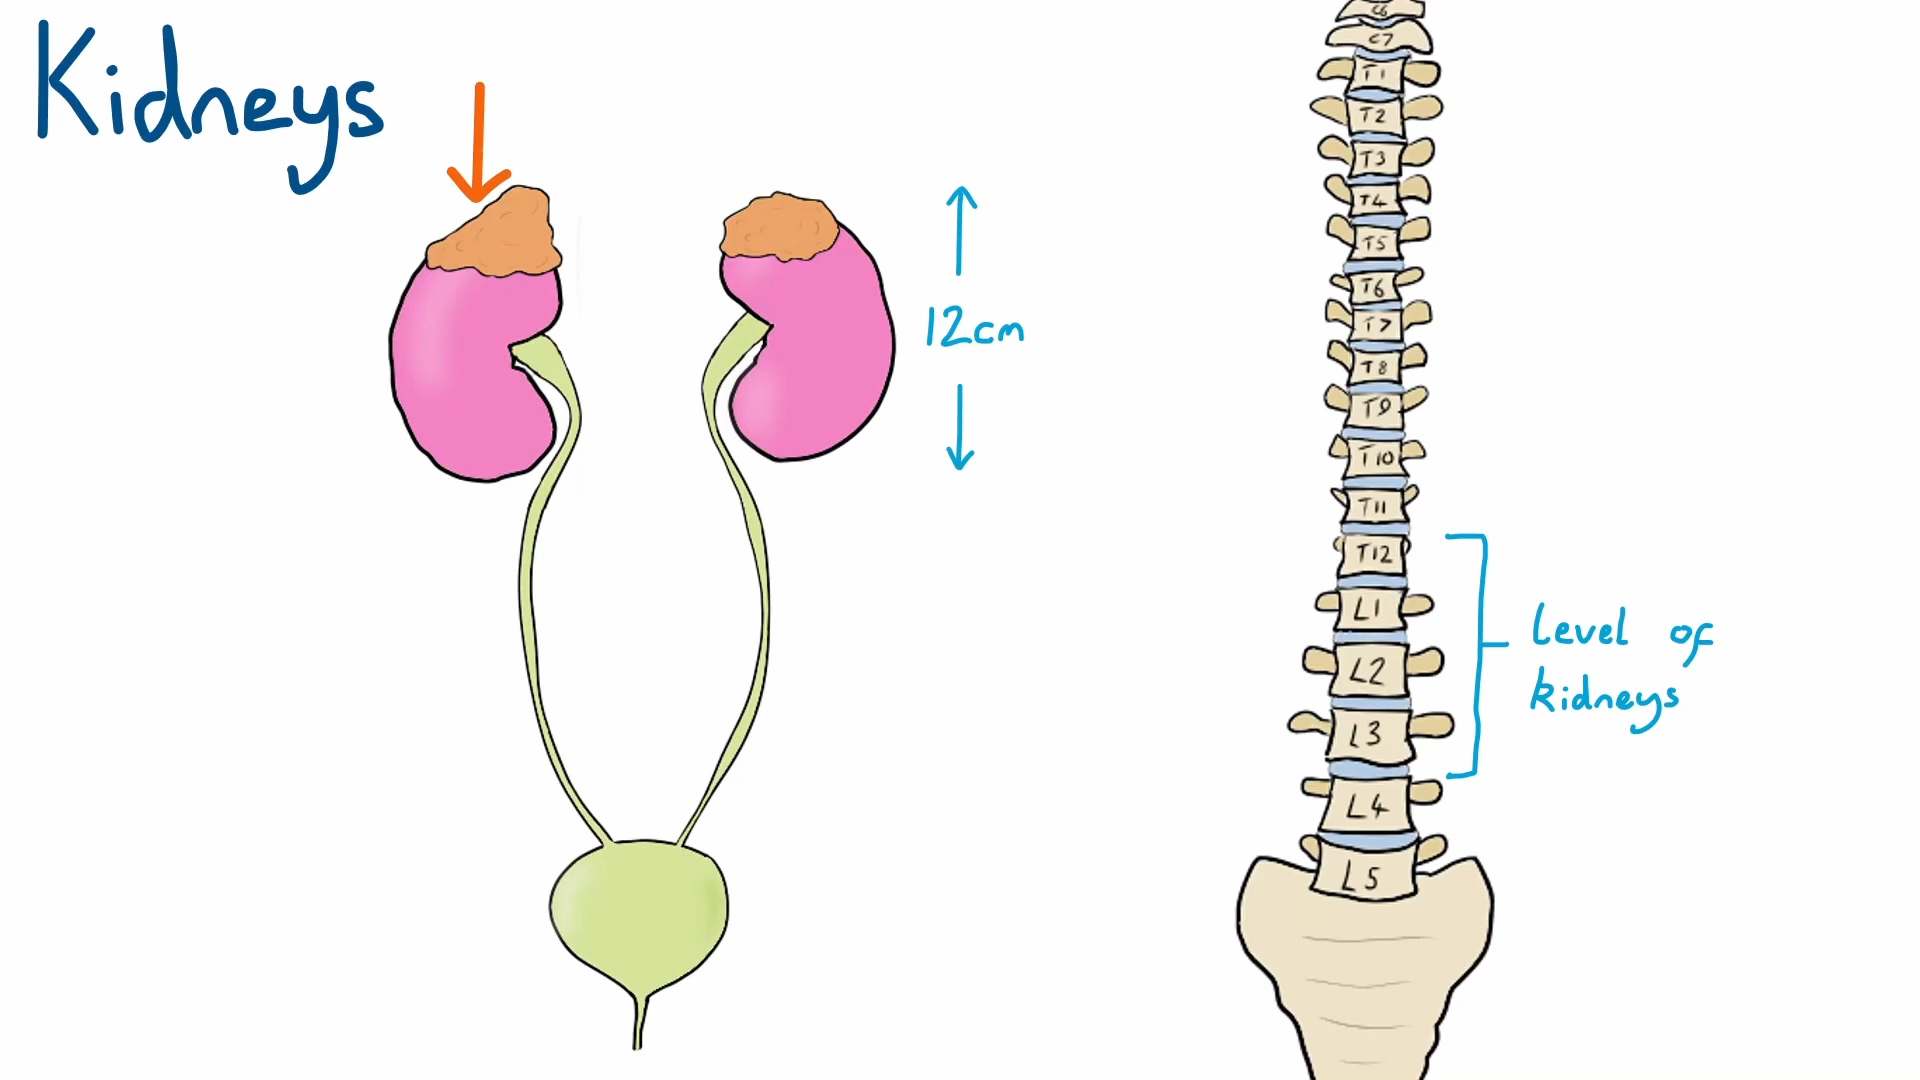 Kidneys
12cm
C6
C7
T1
T2
T3
T4
T5
T6
T7
T8
T9
T10
T11
T12
L1
L2
L3
L4
L5
level of
kidneys